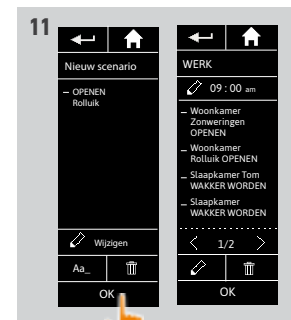 11
Nieuw scenario
– OPENEN
Rolluik
Wijzigen
Aa_
OK
WERK
09 : 00 am
– Woonkamer
Zonweringen
OPENEN
– Woonkamer
Rolluik OPENEN
– Slaapkamer Tom
WAKKER WORDEN
– Slaapkamer
WAKKER WORDEN
< 1/2 >
OK